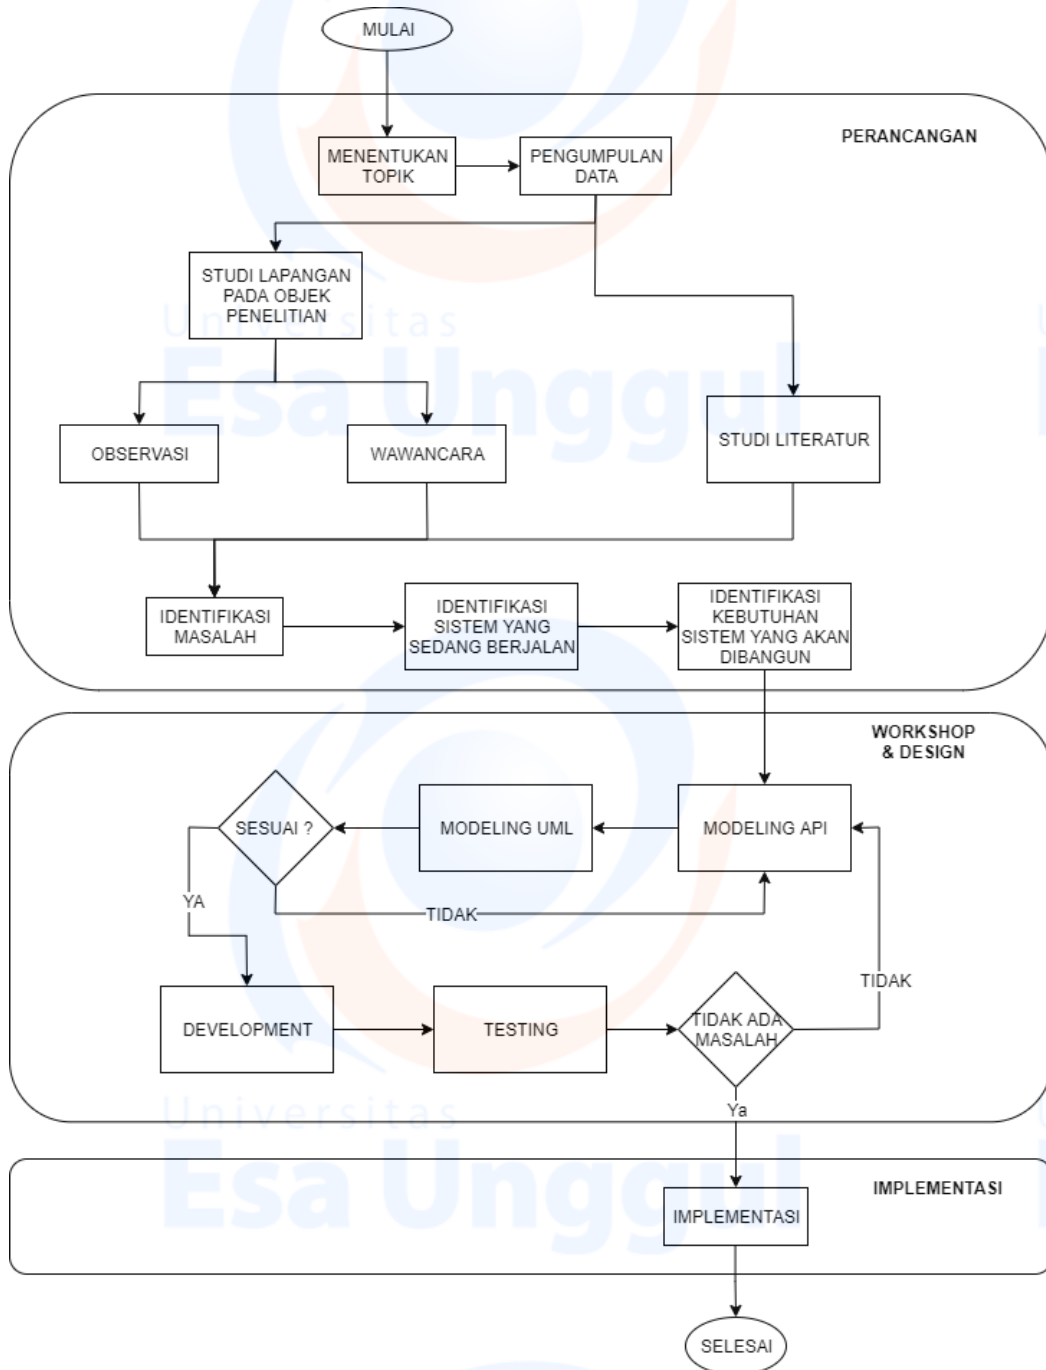 MULAI
PERANCANGAN
MENENTUKAN
TOPIK
PENGUMPULAN
DATA
STUDI LAPANGAN
PADA OBJEK
PENELITIAN
Universitas
Esa Unggul
OBSERVASI
WAWANCARA
STUDI LITERATUR
IDENTIFIKASI
MASALAH
IDENTIFIKASI
SISTEM YANG
SEDANG BERJALAN
IDENTIFIKASI
KEBUTUHAN
SISTEM YANG AKAN
DIBANGUN
WORKSHOP
& DESIGN
SESUAI ?
MODELING UML
MODELING API
YA
TIDAK
TIDAK
DEVELOPMENT
TESTING
TIDAK ADA
MASALAH
Ya
Universitas
Esa Unggul
IMPLEMENTASI
IMPLEMENTASI
SELESAI